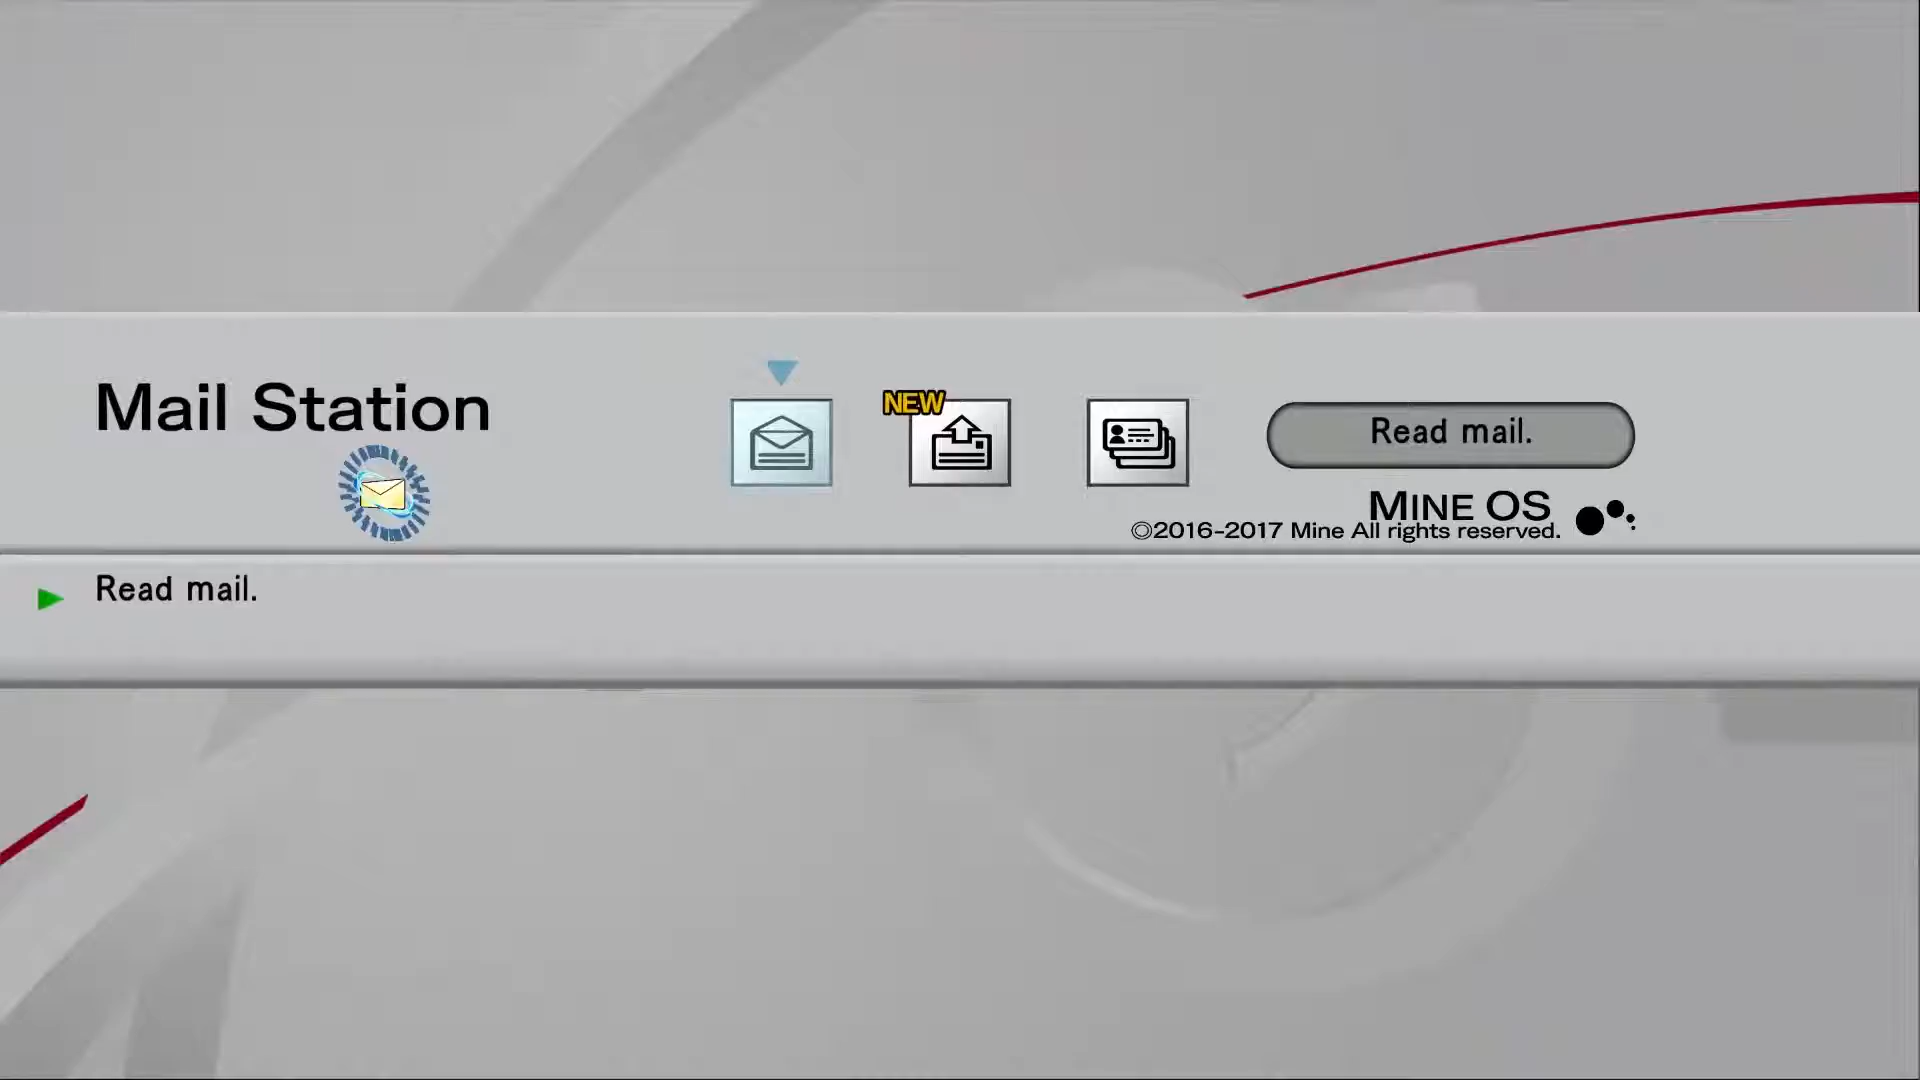 Mail Station
NEW
Read mail.
MINE OS
©2016-2017 Mine All rights reserved.
Read mail.